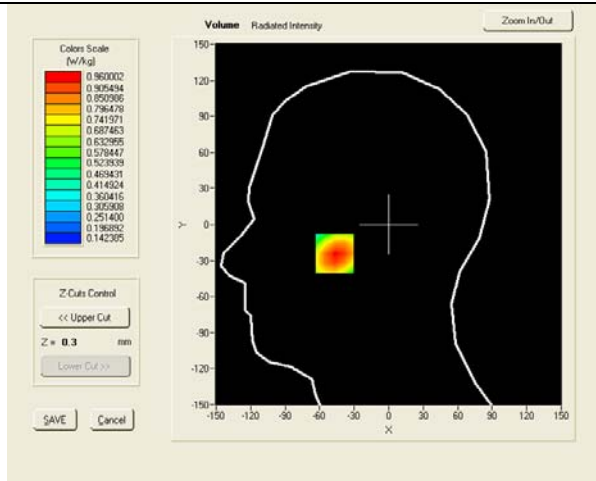 Volume Radiated Intensity
Zoom In/Out
Colors Scale
(W/kg)
0.960002
0.905494
0.850986
0.796478
0.741971
0.687463
0.632955
0.578447
0.523939
0.469431
0.414924
0.360416
0.305908
0.251400
0.196892
0.142385
Z-Cuts Control
<< Upper Cut
Z = 0.3 mm
Lower Cut >>
SAVE Cancel
150-
120-
90-
60-
30-
0-
-30-
-60-
-90-
-120-
-150-
Y
-150 -120 -90 -60 -30 0 30 60 90 120 150
X